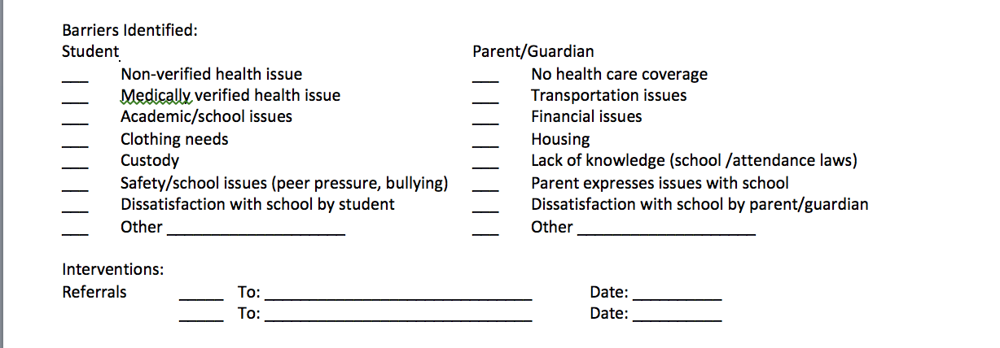 Barriers Identified:
Student Parent/Guardian
___ Non-verified health issue ___ No health care coverage
___ Medically verified health issue ___ Transportation issues
___ Academic/school issues ___ Financial issues
___ Clothing needs ___ Housing
___ Custody ___ Lack of knowledge (school /attendance laws)
___ Safety/school issues (peer pressure, bullying) ___ Parent expresses issues with school
___ Dissatisfaction with school by student ___ Dissatisfaction with school by parent/guardian
___ Other ____________________ ___ Other ____________________
Interventions:
Referrals _____ To: ______________________________ Date: __________
_____ To: ______________________________ Date: __________